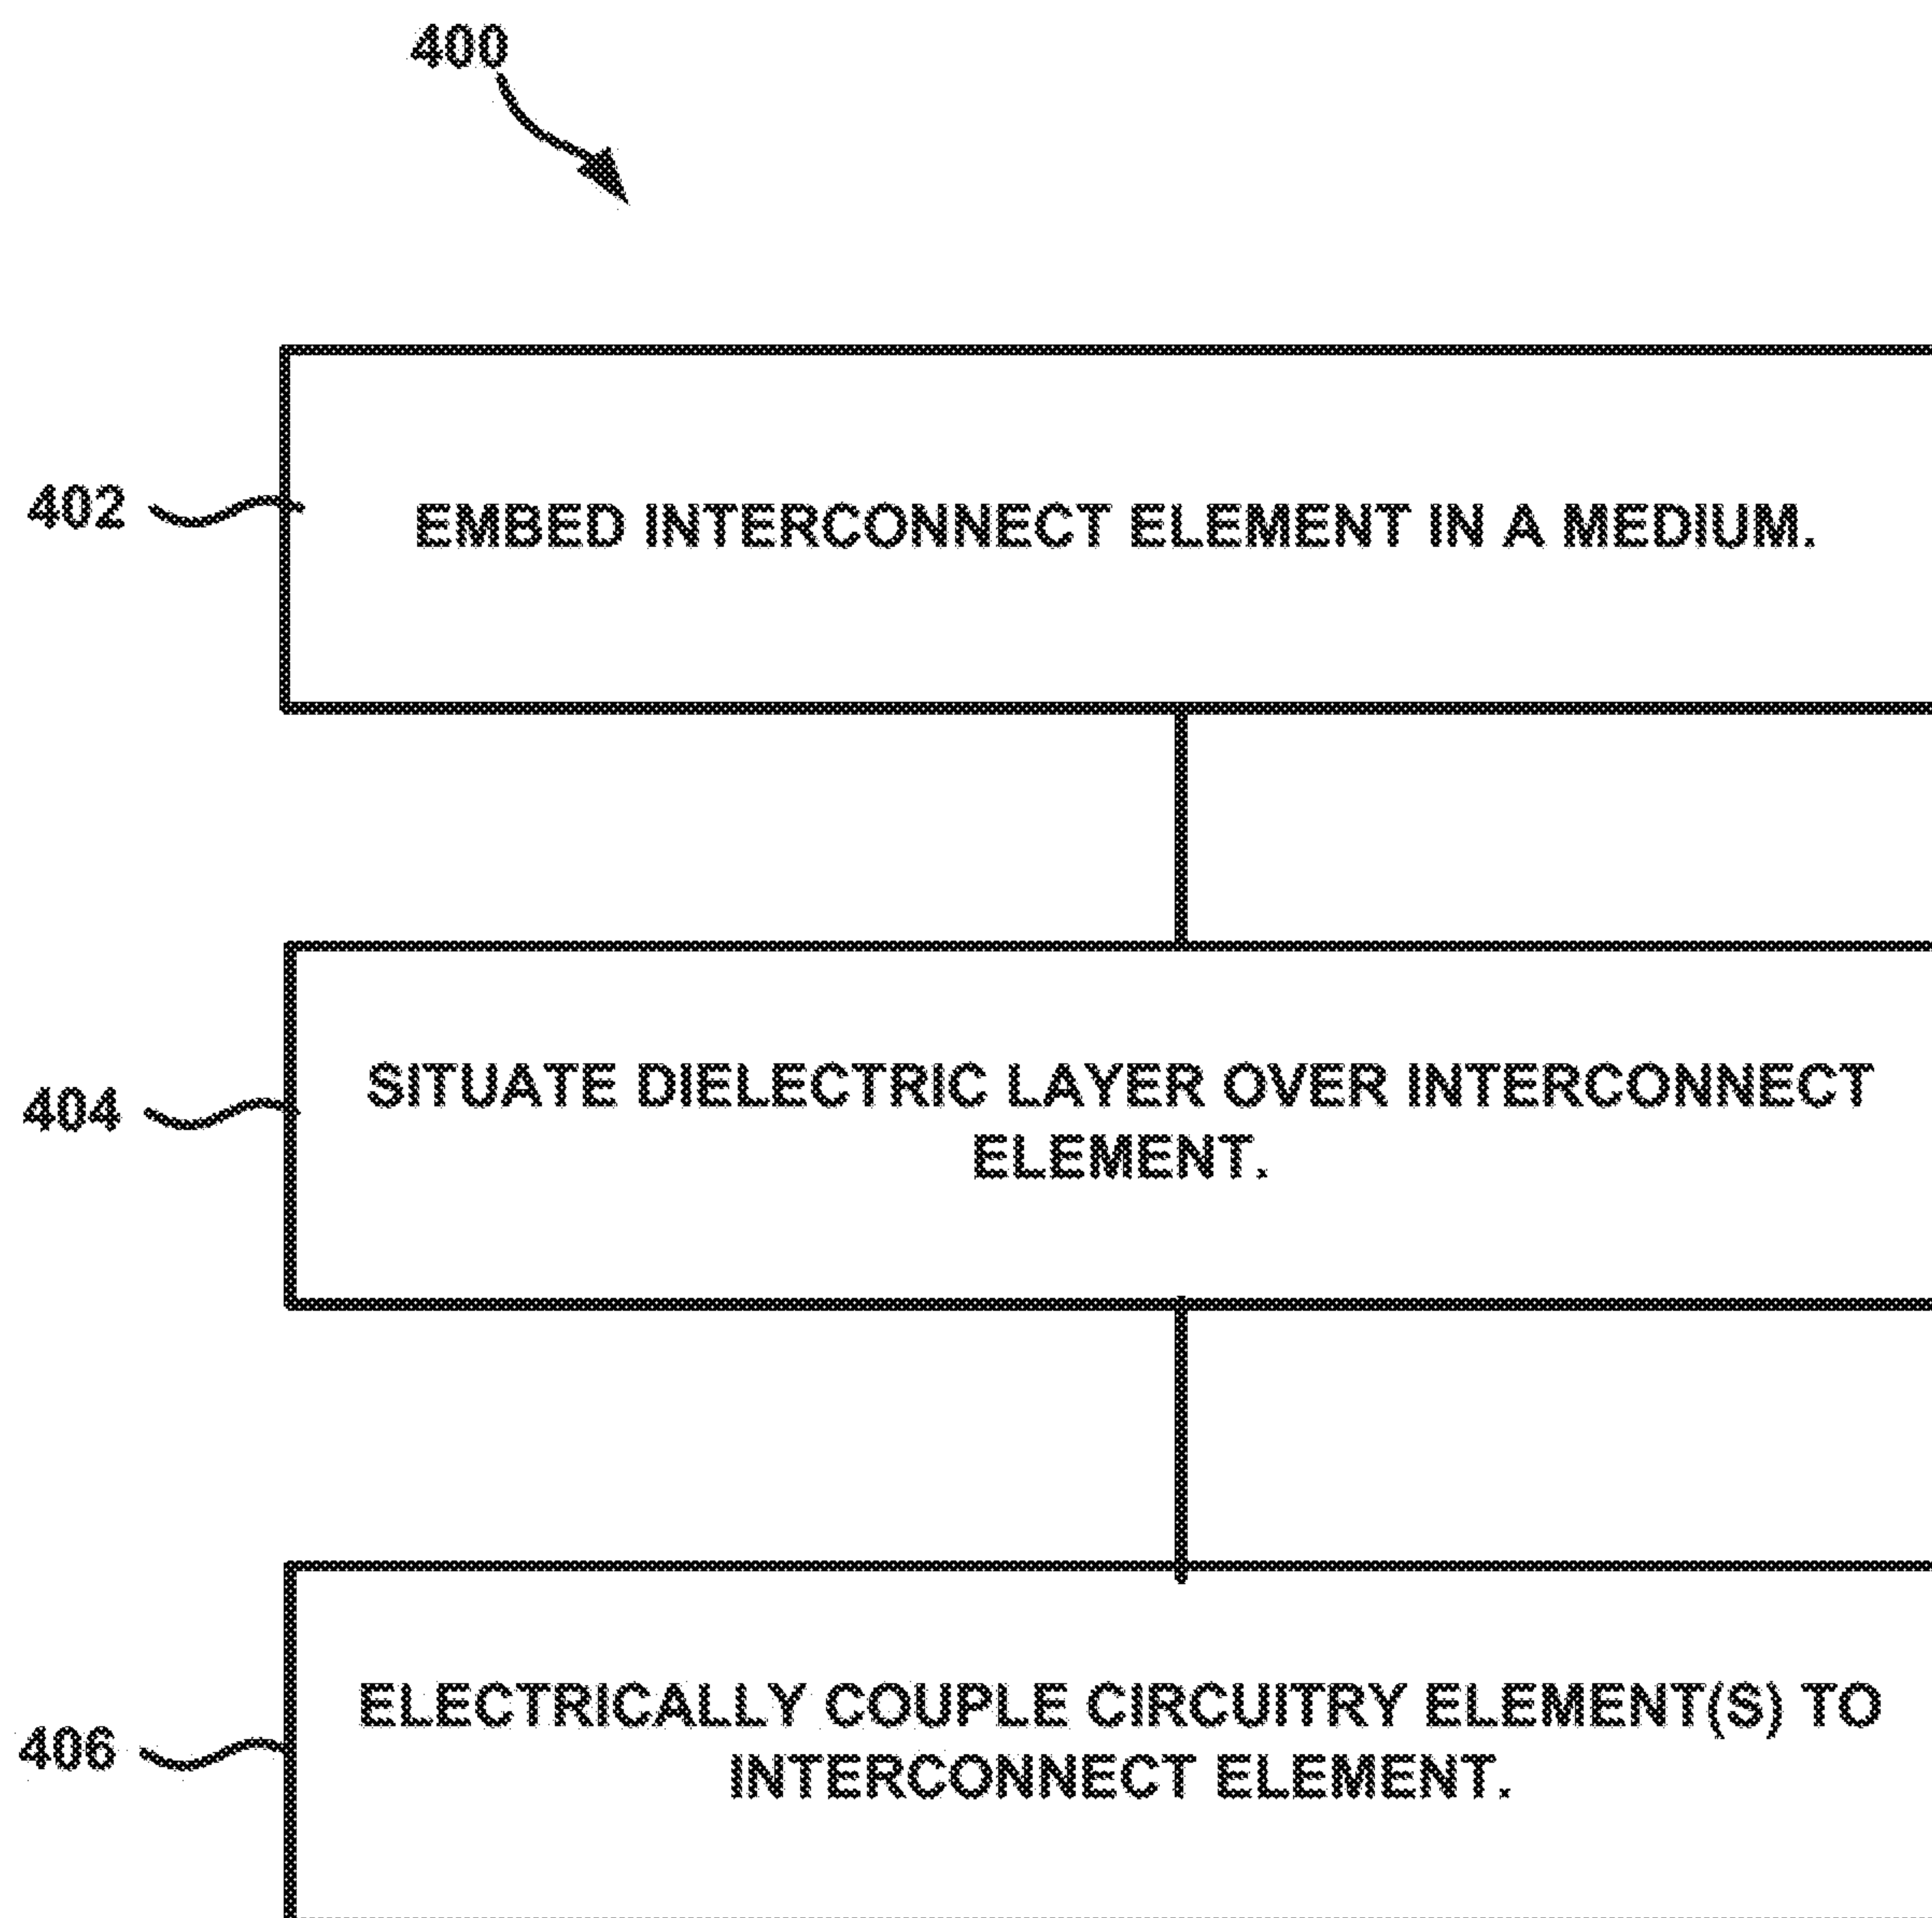 400
402
EMBED INTERCONNECT ELEMENT IN A MEDIUM.
404
SITUATE DIELECTRIC LAYER OVER INTERCONNECT
ELEMENT.
406
ELECTRICALLY COUPLE CIRCUITRY ELEMENT(S) TO
INTERCONNECT ELEMENT.